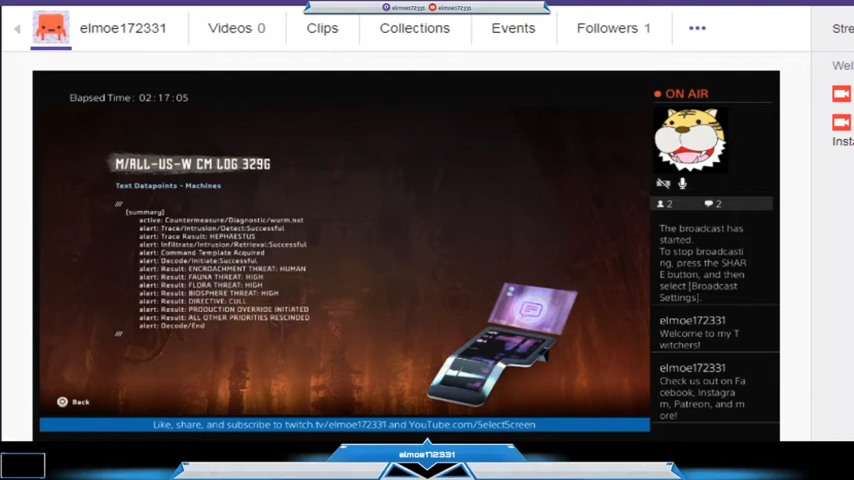 elmoe172331 elmoe172331
elmoe172331 Videos 0 Clips Collections Events Followers 1 •••
Stre
Wel
Insta
Elapsed Time : 02:17:05
ON AIR
M/ALL-US-W CM LOG 329G
Text Datapoints - Machines
///
[summary]
active: Countermeasure/Diagnostic/wurm.nxt
alert: Trace/Intrusion/Detect:Successful
alert: Trace Result: HEPHAESTUS
alert: Infiltrate/Intrusion/Retrieval:Successful
alert: Command Template Acquired
alert: Decode/Initiate:Successful
alert: Result: ENCROACHMENT THREAT: HUMAN
alert: Result: FAUNA THREAT: HIGH
alert: Result: FLORA THREAT: HIGH
alert: Result: BIOSPHERE THREAT: HIGH
alert: Result: DIRECTIVE: CULL
alert: Result: PRODUCTION OVERRIDE INITIATED
alert: Result: ALL OTHER PRIORITIES RESCINDED
alert: Decode/End
///
Back
2 2
The broadcast has
started.
To stop broadcasti
ng, press the SHAR
E button, and then
select [Broadcast
Settings].
elmoe172331
Welcome to my T
witchers!
elmoe172331
Check us out on Fa
cebook, Instagra
m, Patreon, and m
ore!
Like, share, and subscribe to twitch.tv/elmoe172331 and YouTube.com/SelectScreen
elmoe172331